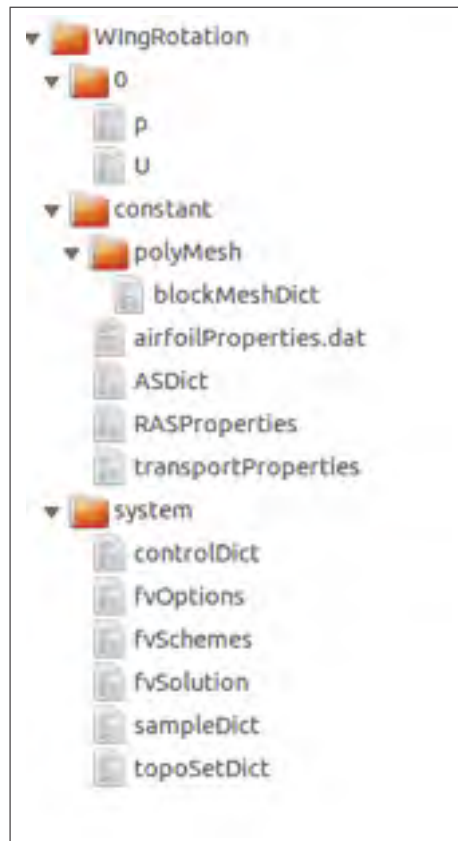 WIngRotation
0
p
U
constant
polyMesh
blockMeshDict
airfoilProperties.dat
ASDict
RASProperties
transportProperties
system
controlDict
fvOptions
fvSchemes
fvSolution
sampleDict
topoSetDict